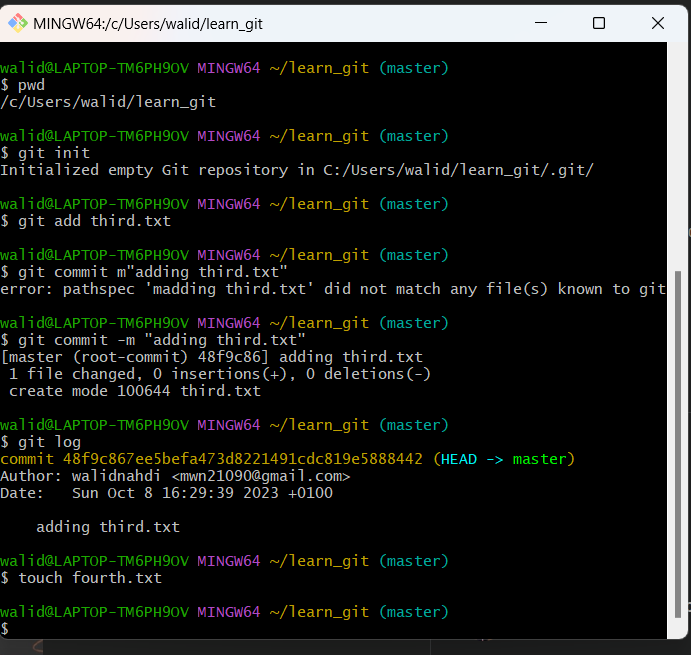 MINGW64:/c/Users/walid/learn_git
walid@LAPTOP-TM6PH9OV MINGW64 ~/learn_git (master)
$ pwd
/c/Users/walid/learn_git
walid@LAPTOP-TM6PH9OV MINGW64 ~/learn_git (master)
$ git init
Initialized empty Git repository in C:/Users/walid/learn_git/.git/
walid@LAPTOP-TM6PH9OV MINGW64 ~/learn_git (master)
$ git add third.txt
walid@LAPTOP-TM6PH9OV MINGW64 ~/learn_git (master)
$ git commit m"adding third.txt"
error: pathspec 'madding third.txt' did not match any file(s) known to git
walid@LAPTOP-TM6PH9OV MINGW64 ~/learn_git (master)
$ git commit -m "adding third.txt"
[master (root-commit) 48f9c86] adding third.txt
 1 file changed, 0 insertions(+), 0 deletions(-)
 create mode 100644 third.txt
walid@LAPTOP-TM6PH9OV MINGW64 ~/learn_git (master)
$ git log
commit 48f9c867ee5befa473d8221491cdc819e5888442 (HEAD -> master)
Author: walidnahdi <mwn21090@gmail.com>
Date:   Sun Oct 8 16:29:39 2023 +0100
    adding third.txt
walid@LAPTOP-TM6PH9OV MINGW64 ~/learn_git (master)
$ touch fourth.txt
walid@LAPTOP-TM6PH9OV MINGW64 ~/learn_git (master)
$